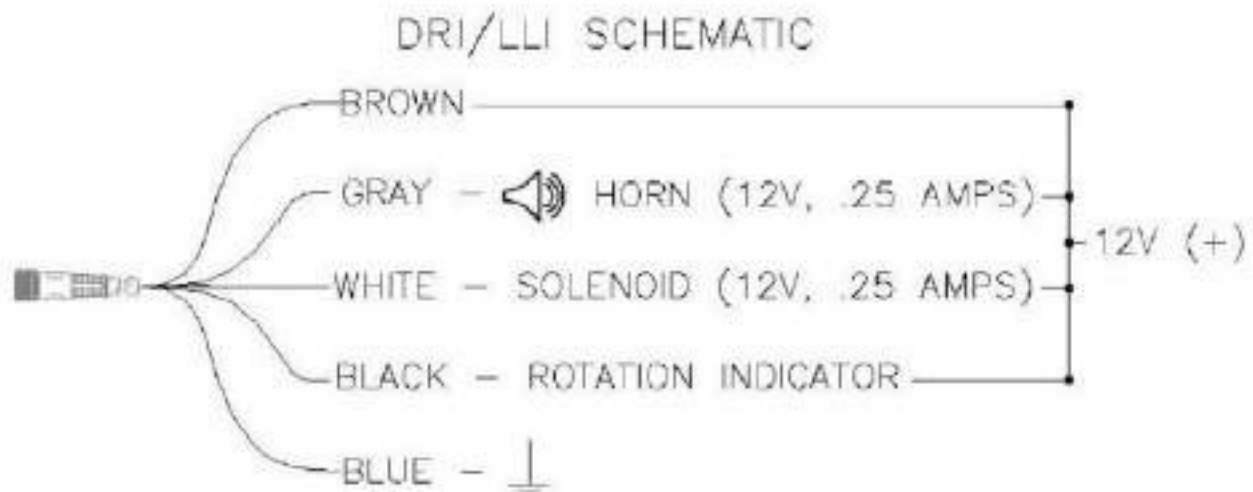 DRI/LLI SCHEMATIC
BROWN
GRAY - HORN (12V, .25 AMPS)
12V (+)
WHITE - SOLENOID (12V, .25 AMPS)
BLACK - ROTATION INDICATOR
BLUE -